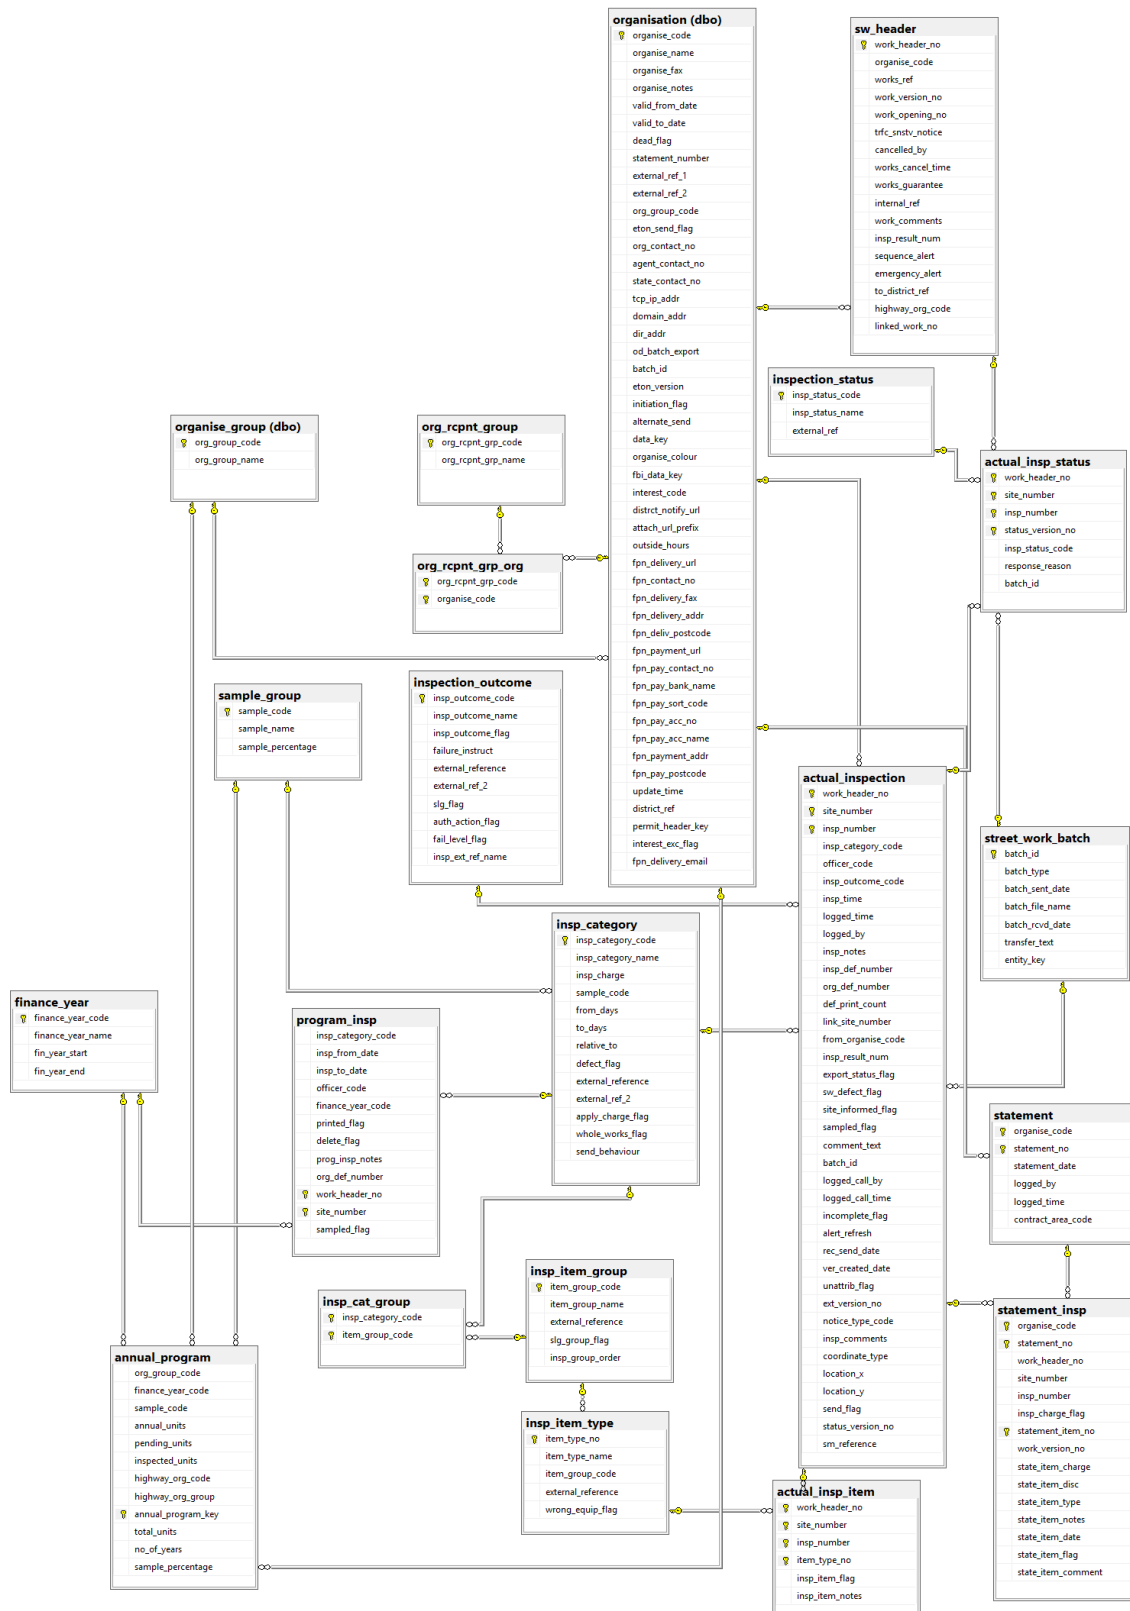 organisation (dbo)
organise_code
organise_name
organise_fax
organise_notes
valid_from_date
valid_to_date
dead_flag
statement_number
external_ref_1
external_ref_2
org_group_code
eton_send_flag
org_contact_no
agent_contact_no
state_contact_no
tcp_ip_addr
domain_addr
dir_addr
od_batch_export
batch_id
eton_version
initiation_flag
alternate_send
data_key
organise_colour
fbi_data_key
interest_code
distrct_notify_url
attach_url_prefix
outside_hours
fpn_delivery_url
fpn_contact_no
fpn_delivery_fax
fpn_delivery_addr
fpn_deliv_postcode
fpn_payment_url
fpn_pay_contact_no
fpn_pay_bank_name
fpn_pay_sort_code
fpn_pay_acc_no
fpn_pay_acc_name
fpn_payment_addr
fpn_pay_postcode
update_time
district_ref
permit_header_key
interest_exc_flag
fpn_delivery_email
sw_header
work_header_no
organise_code
works_ref
work_version_no
work_opening_no
trfc_snstv_notice
cancelled_by
works_cancel_time
works_guarantee
internal_ref
work_comments
insp_result_num
sequence_alert
emergency_alert
to_district_ref
highway_org_code
linked_work_no
inspection_status
insp_status_code
insp_status_name
external_ref
organise_group (dbo)
org_group_code
org_group_name
org_rcpnt_group
org_rcpnt_grp_code
org_rcpnt_grp_name
actual_insp_status
work_header_no
site_number
insp_number
status_version_no
insp_status_code
response_reason
batch_id
org_rcpnt_grp_org
org_rcpnt_grp_code
organise_code
inspection_outcome
insp_outcome_code
insp_outcome_name
insp_outcome_flag
failure_instruct
external_reference
external_ref_2
slg_flag
auth_action_flag
fail_level_flag
insp_ext_ref_name
sample_group
sample_code
sample_name
sample_percentage
actual_inspection
work_header_no
site_number
insp_number
insp_category_code
officer_code
insp_outcome_code
insp_time
logged_time
logged_by
insp_notes
insp_def_number
org_def_number
def_print_count
link_site_number
from_organise_code
insp_result_num
export_status_flag
sw_defect_flag
site_informed_flag
sampled_flag
comment_text
batch_id
logged_call_by
logged_call_time
incomplete_flag
alert_refresh
rec_send_date
ver_created_date
unattrib_flag
ext_version_no
notice_type_code
insp_comments
coordinate_type
location_x
location_y
send_flag
status_version_no
sm_reference
street_work_batch
batch_id
batch_type
batch_sent_date
batch_file_name
batch_rcvd_date
transfer_text
entity_key
insp_category
insp_category_code
insp_category_name
insp_charge
sample_code
from_days
to_days
relative_to
defect_flag
external_reference
external_ref_2
apply_charge_flag
whole_works_flag
send_behaviour
finance_year
finance_year_code
finance_year_name
fin_year_start
fin_year_end
program_insp
insp_category_code
insp_from_date
insp_to_date
officer_code
finance_year_code
printed_flag
delete_flag
prog_insp_notes
org_def_number
work_header_no
site_number
sampled_flag
statement
organise_code
statement_no
statement_date
logged_by
logged_time
contract_area_code
insp_item_group
item_group_code
item_group_name
external_reference
slg_group_flag
insp_group_order
insp_cat_group
insp_category_code
item_group_code
statement_insp
organise_code
statement_no
work_header_no
site_number
insp_number
insp_charge_flag
statement_item_no
work_version_no
state_item_charge
state_item_disc
state_item_type
state_item_notes
state_item_date
state_item_flag
state_item_comment
annual_program
org_group_code
finance_year_code
sample_code
annual_units
pending_units
inspected_units
highway_org_code
highway_org_group
annual_program_key
total_units
no_of_years
sample_percentage
insp_item_type
item_type_no
item_type_name
item_group_code
external_reference
wrong_equip_flag
actual_insp_item
work_header_no
site_number
insp_number
item_type_no
insp_item_flag
insp_item_notes